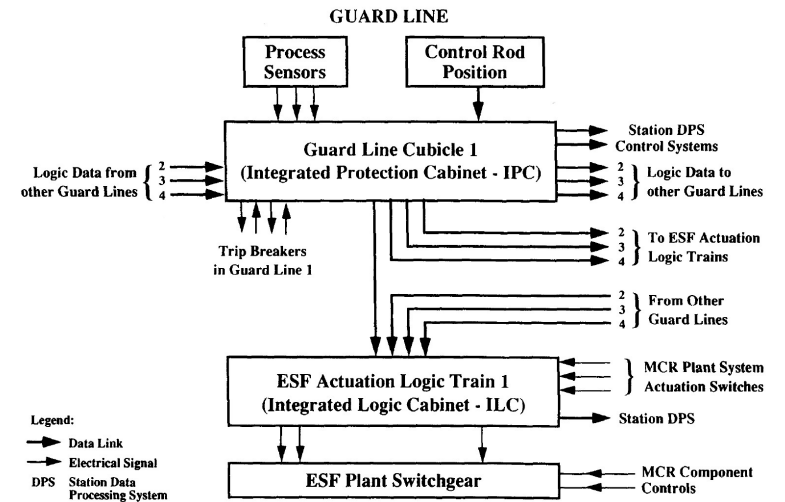 GUARD LINE
Process
Sensors
Control Rod
Position
Guard Line Cubicle 1
(Integrated Protection Cabinet - IPC)
Station DPS
Control Systems
Logic Data from
other Guard Lines
2
3
4
2
3
4
Logic Data to
other Guard Lines
Trip Breakers
in Guard Line 1
2
3
4
To ESF Actuation
Logic Trains
2
3
4
From Other
Guard Lines
ESF Actuation Logic Train 1
(Integrated Logic Cabinet - ILC)
MCR Plant System
Actuation Switches
Station DPS
Legend:
Data Link
Electrical Signal
DPS Station Data
Processing System
ESF Plant Switchgear
MCR Component
Controls